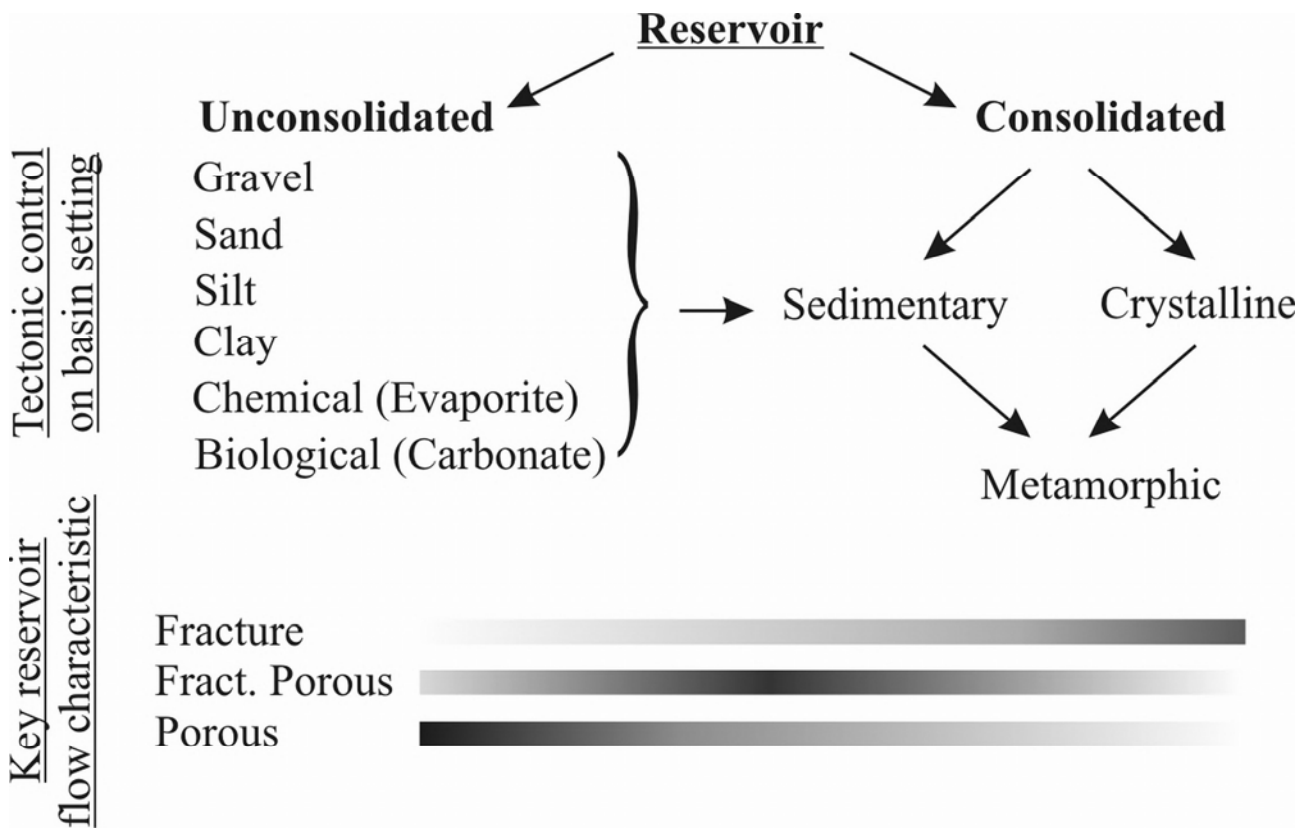 Reservoir
Unconsolidated
Consolidated
Tectonic control
on basin setting
Gravel
Sand
Silt
Clay
Chemical (Evaporite)
Biological (Carbonate)
Sedimentary
Crystalline
Metamorphic
Key reservoir
flow characteristic
Fracture
Fract. Porous
Porous